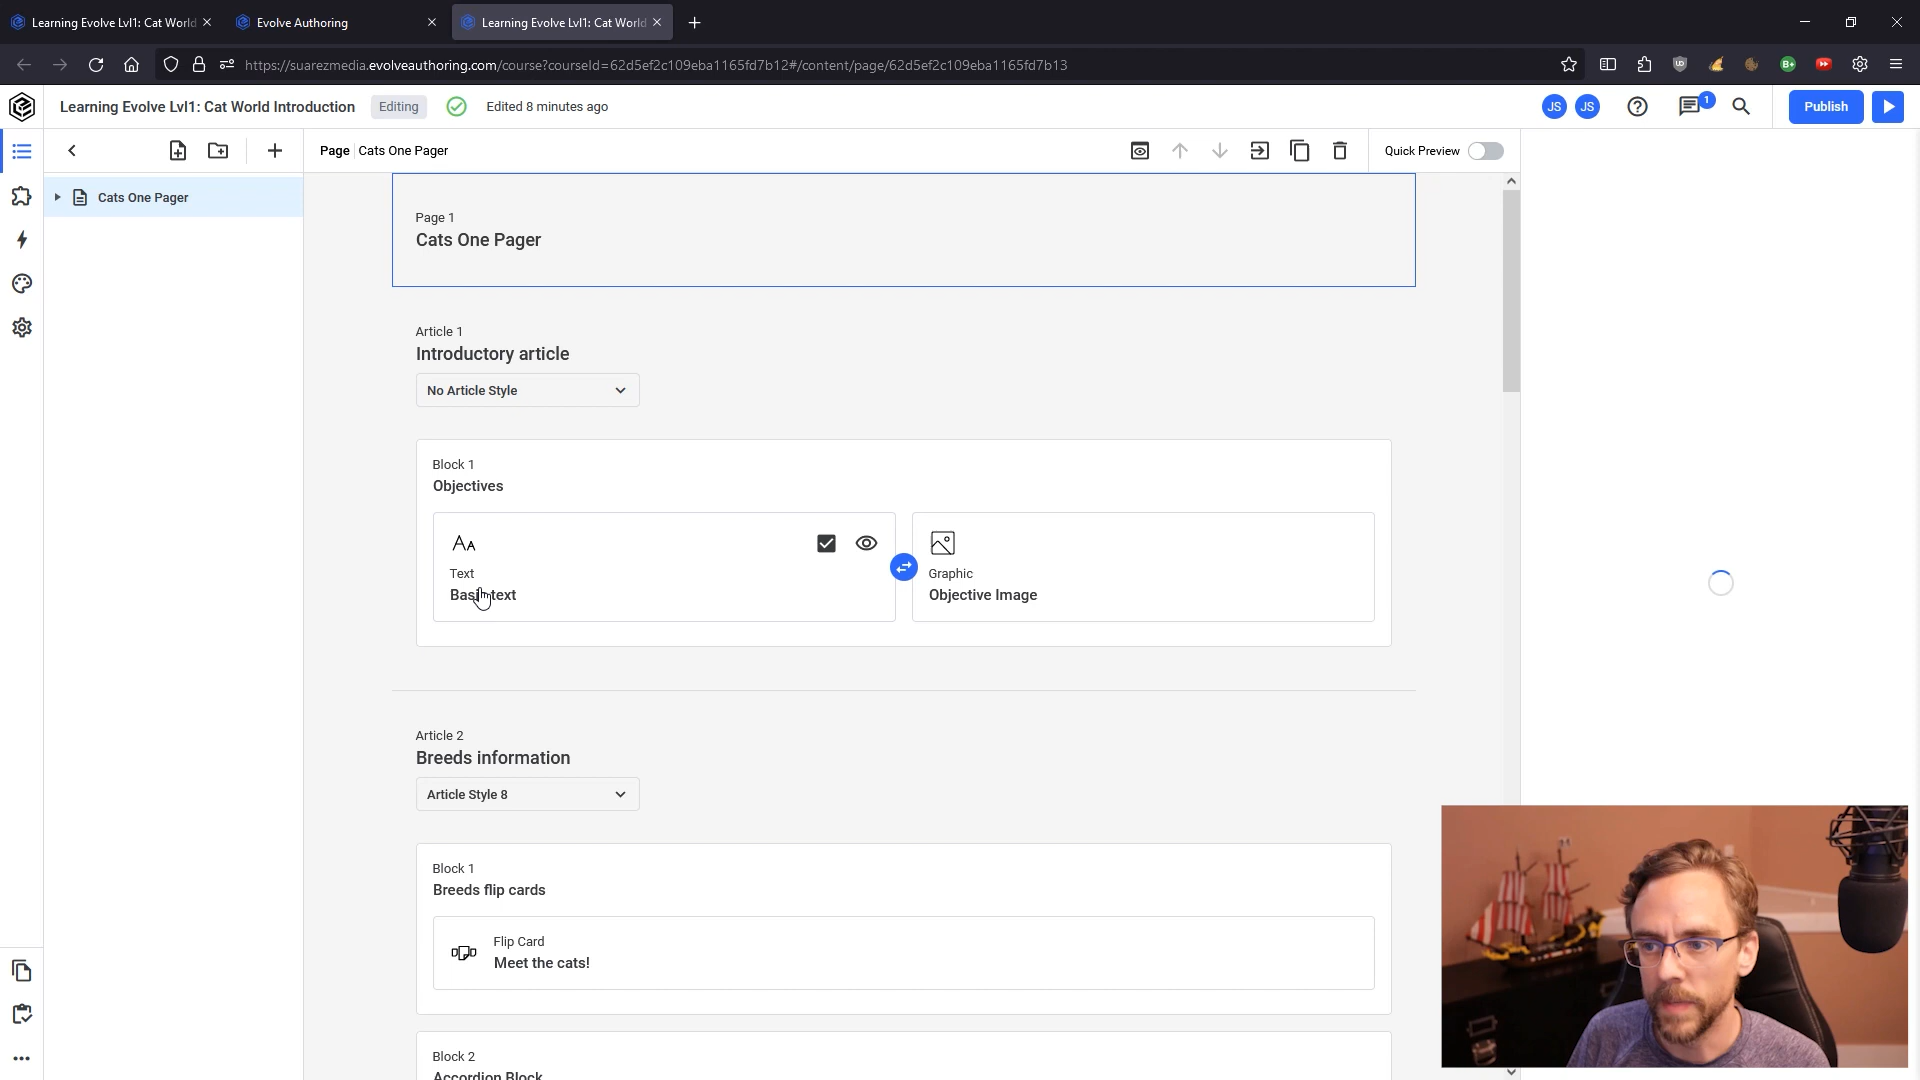 Learning Evolve Lvl1: Cat World
Evolve Authoring
Learning Evolve Lvl1: Cat World
https://suarezmedia.evolveauthoring.com/course?courseId=62d5ef2c109eba1165fd7b12#/content/page/62d5ef2c109eba1165fd7b13
Learning Evolve Lvl1: Cat World Introduction
Editing
Edited 8 minutes ago
JS
JS
1
Publish
Page
Cats One Pager
Quick Preview
Cats One Pager
Page 1
Cats One Pager
Article 1
Introductory article
No Article Style
Block 1
Objectives
Text
Basic text
Graphic
Objective Image
Article 2
Breeds information
Article Style 8
Block 1
Breeds flip cards
Flip Card
Meet the cats!
Block 2
Accordion Block